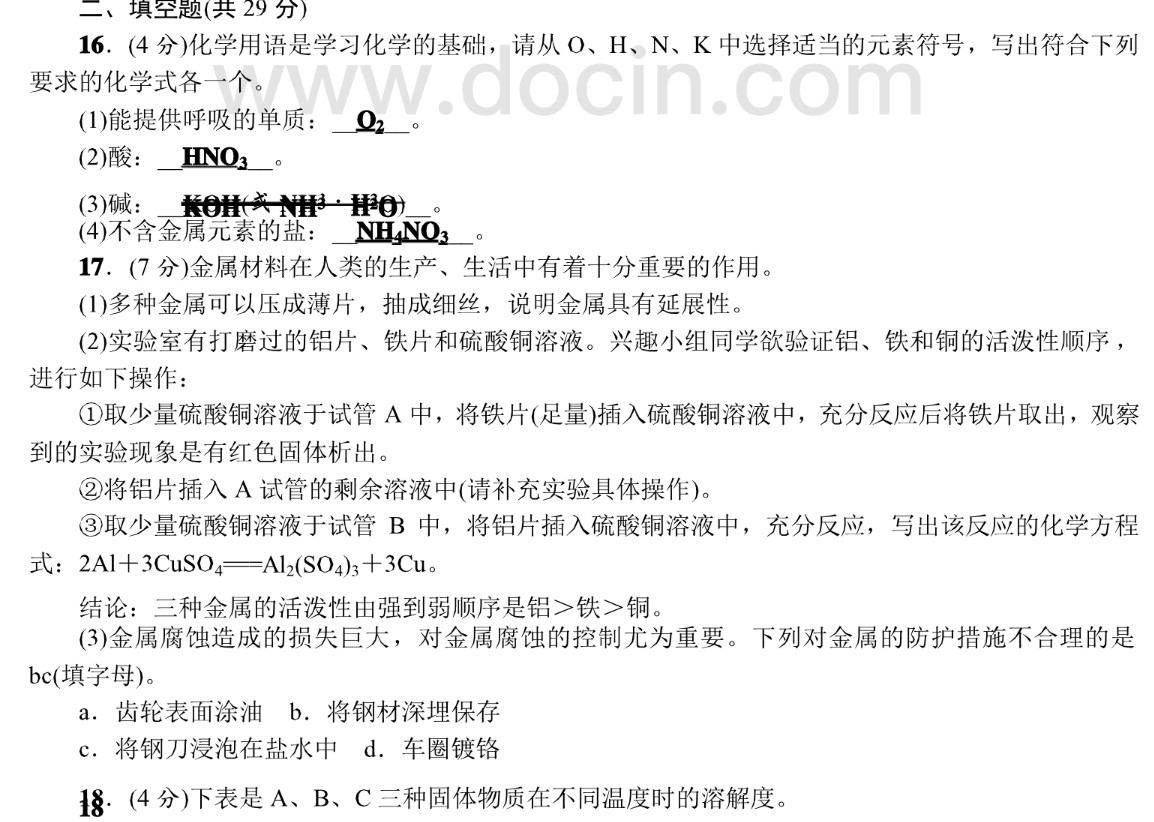 二、填空题(共 29 分)
16．(4 分)化学用语是学习化学的基础，请从 O、H、N、K 中选择适当的元素符号，写出符合下列
要求的化学式各一个。
www.docin.com
(1)能提供呼吸的单质：__O₂__。
(2)酸：__HNO₃__。
(3)碱：__KOH(或 NH³·H²O)__。
(4)不含金属元素的盐：__NH₄NO₃__。
17．(7 分)金属材料在人类的生产、生活中有着十分重要的作用。
(1)多种金属可以压成薄片，抽成细丝，说明金属具有延展性。
(2)实验室有打磨过的铝片、铁片和硫酸铜溶液。兴趣小组同学欲验证铝、铁和铜的活泼性顺序，
进行如下操作：
①取少量硫酸铜溶液于试管 A 中，将铁片(足量)插入硫酸铜溶液中，充分反应后将铁片取出，观察
到的实验现象是有红色固体析出。
②将铝片插入 A 试管的剩余溶液中(请补充实验具体操作)。
③取少量硫酸铜溶液于试管 B 中，将铝片插入硫酸铜溶液中，充分反应，写出该反应的化学方程
式：2Al＋3CuSO₄══Al₂(SO₄)₃＋3Cu。
结论：三种金属的活泼性由强到弱顺序是铝＞铁＞铜。
(3)金属腐蚀造成的损失巨大，对金属腐蚀的控制尤为重要。下列对金属的防护措施不合理的是
bc(填字母)。
a．齿轮表面涂油 b．将钢材深埋保存
c．将钢刀浸泡在盐水中 d．车圈镀铬
18．(4 分)下表是 A、B、C 三种固体物质在不同温度时的溶解度。